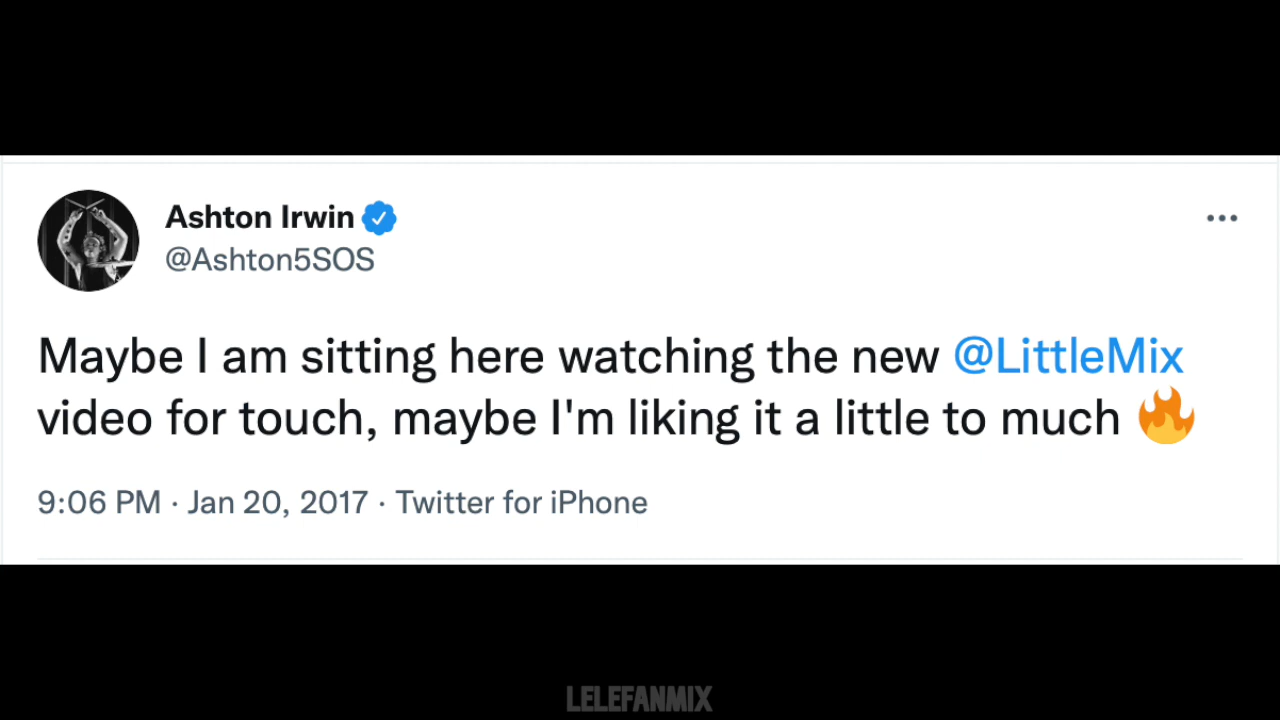 Ashton Irwin
@Ashton5SOS
Maybe I am sitting here watching the new @LittleMix
video for touch, maybe I'm liking it a little to much 🔥
9:06 PM · Jan 20, 2017 · Twitter for iPhone
LELEFANMIX